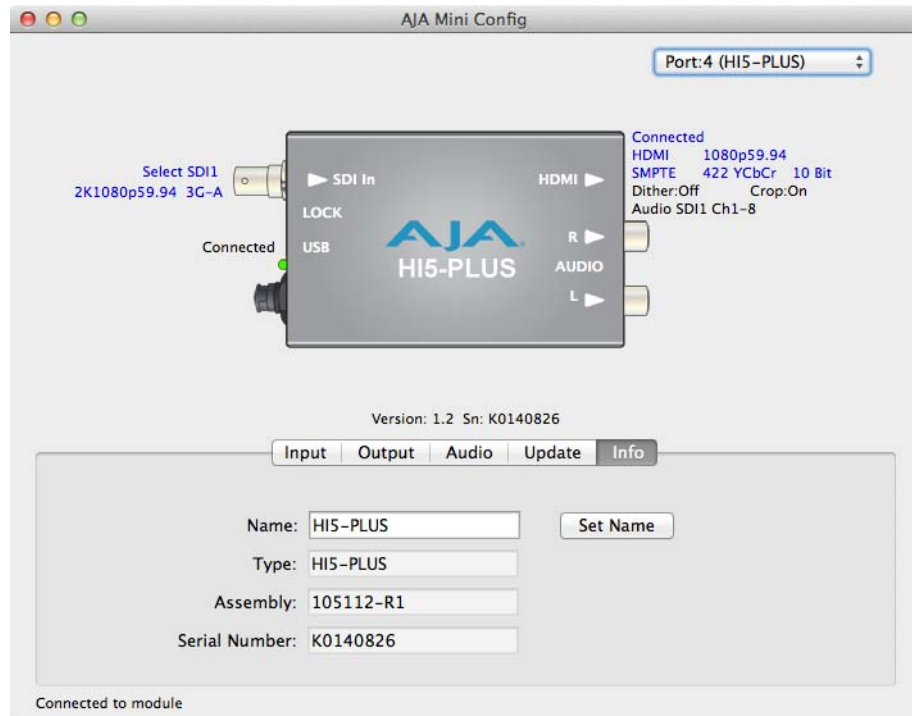 AJA Mini Config
Port:4 (HI5-PLUS)
Select SDI1
2K1080p59.94 3G-A
Connected
SDI In
LOCK
USB
AJA
HI5-PLUS
HDMI
R
AUDIO
L
Connected
HDMI 1080p59.94
SMPTE 422 YCbCr 10 Bit
Dither:Off Crop:On
Audio SDI1 Ch1-8
Version: 1.2 Sn: K0140826
Input Output Audio Update Info
Name: HI5-PLUS Set Name
Type: HI5-PLUS
Assembly: 105112-R1
Serial Number: K0140826
Connected to module